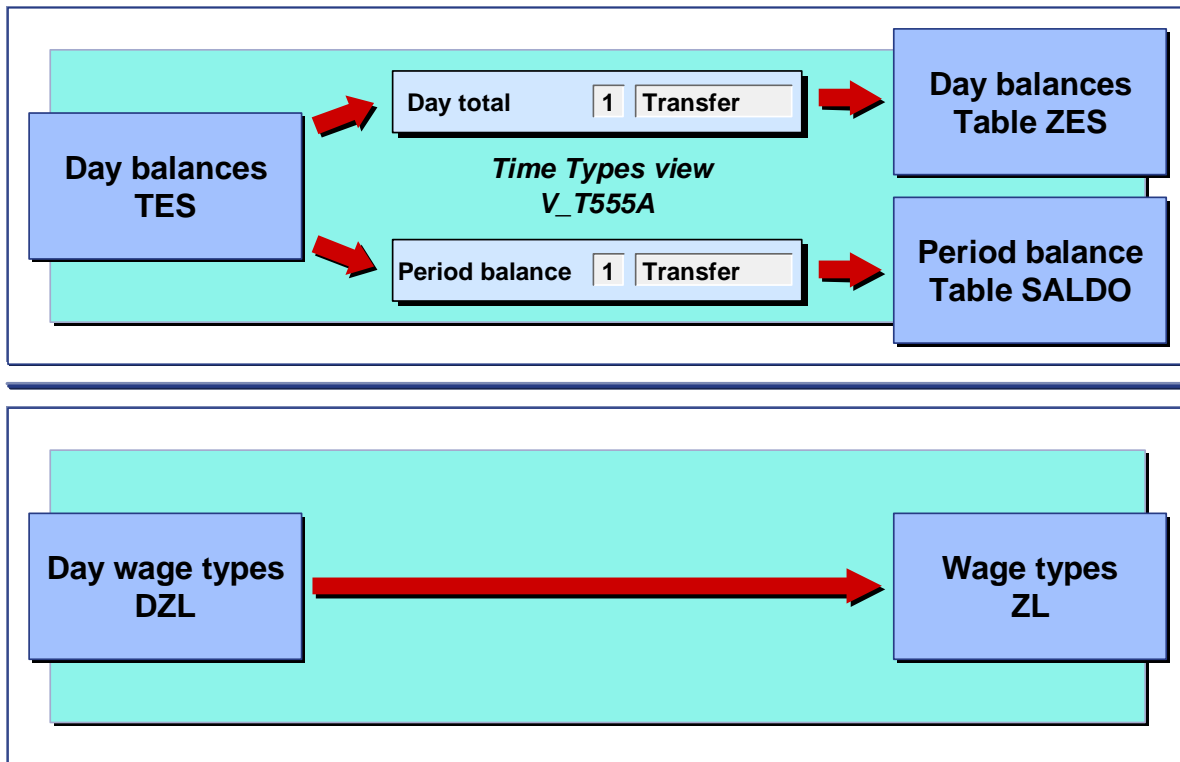 Day balances
TES
Day total 1 Transfer
Time Types view
V_T555A
Period balance 1 Transfer
Day balances
Table ZES
Period balance
Table SALDO
Day wage types
DZL
Wage types
ZL